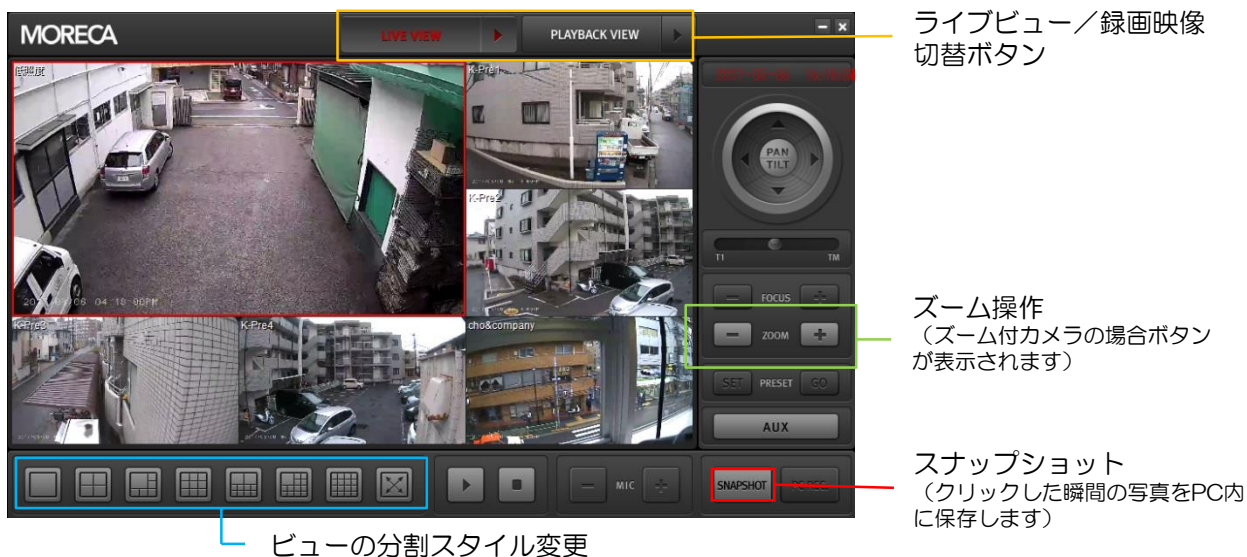 MORECA
LIVE VIEW
PLAYBACK VIEW
ライブビュー／録画映像
切替ボタン
低照度
K-Pre1
K-Pre2
PAN
TILT
T1
TM
FOCUS
ズーム操作
（ズーム付カメラの場合ボタン
が表示されます）
ZOOM
K-Pre3
K-Pre4
cho&company
SET
PRESET
GO
AUX
スナップショット
（クリックした瞬間の写真をPC内
に保存します）
MIC
SNAPSHOT
PC REC
ビューの分割スタイル変更